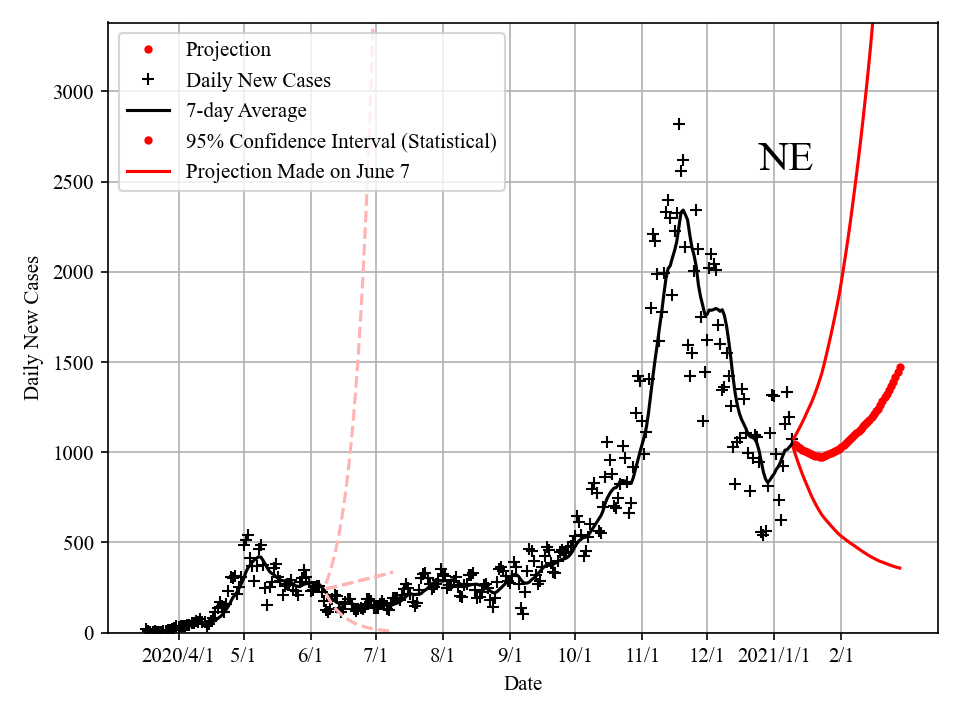 Projection
Daily New Cases
7-day Average
95% Confidence Interval (Statistical)
Projection Made on June 7
NE
3000
2500
2000
1500
1000
500
0
Daily New Cases
2020/4/1 5/1 6/1 7/1 8/1 9/1 10/1 11/1 12/1 2021/1/1 2/1
Date